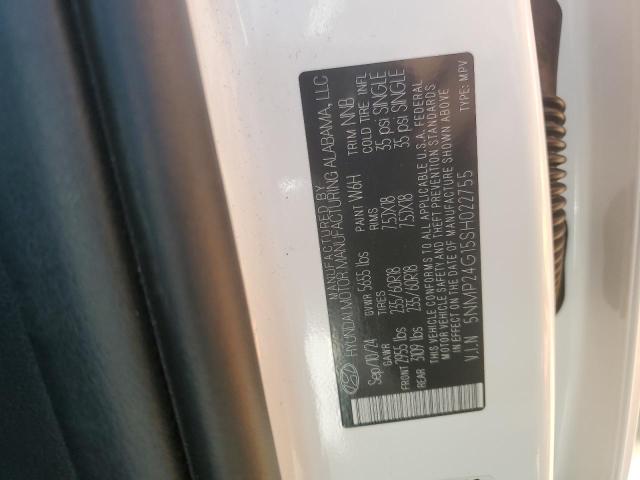 MANUFACTURED BY
HYUNDAI MOTOR MANUFACTURING ALABAMA, LLC
Sep/10/24 PAINT W6H TRIM NNB
GVWR 5655 lbs
GAWR TIRES RIMS COLD TIRE INFL
FRONT 2955 lbs 235/60R18 7.5JX18 35 psi SINGLE
REAR 3109 lbs 235/60R18 7.5JX18 35 psi SINGLE
THIS VEHICLE CONFORMS TO ALL APPLICABLE U.S.A. FEDERAL
MOTOR VEHICLE SAFETY AND THEFT PREVENTION STANDARDS
IN EFFECT ON THE DATE OF MANUFACTURE SHOWN ABOVE
V.I.N 5NMP24G15SH022755 TYPE: MPV